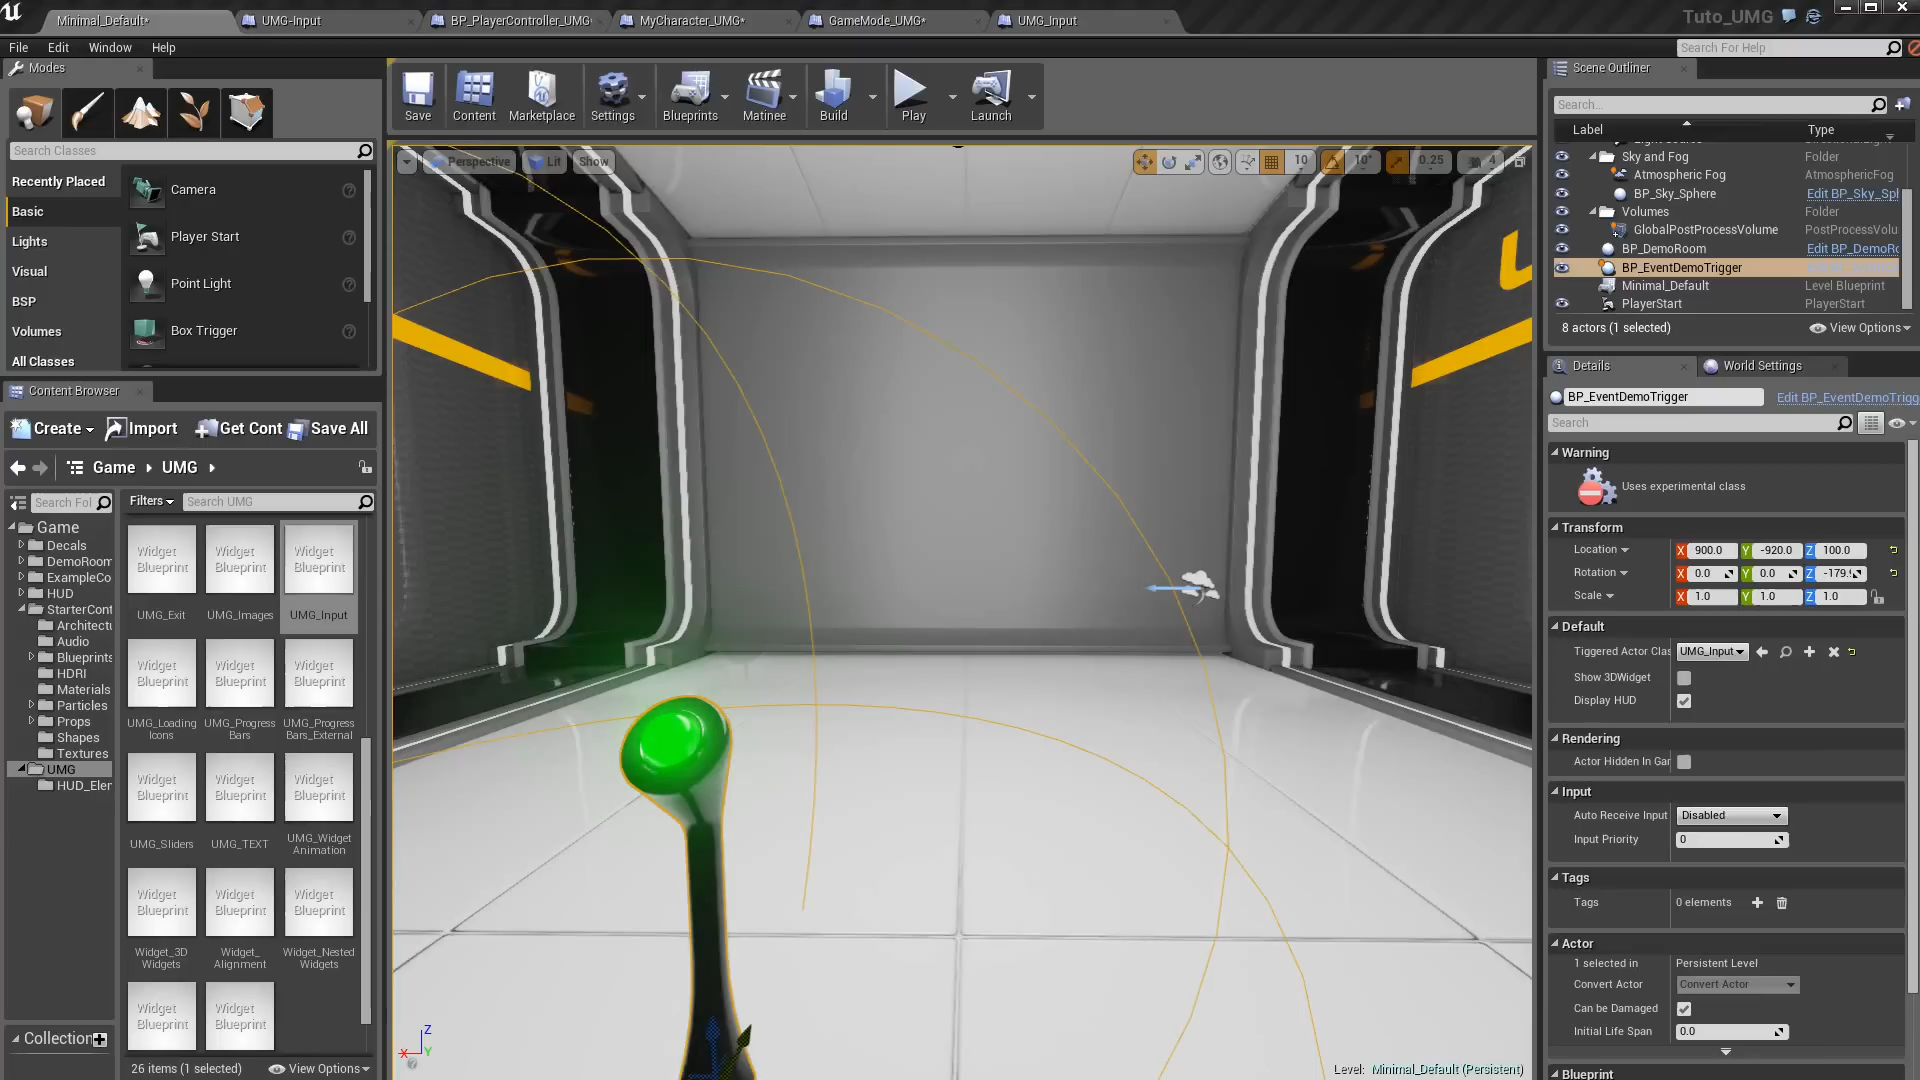 Minimal_Default*
UMG-Input
BP_PlayerController_UMG
MyCharacter_UMG*
GameMode_UMG*
UMG_Input
Tuto_UMG
File
Edit
Window
Help
Search For Help
Modes
Search Classes
Recently Placed
Basic
Lights
Visual
BSP
Volumes
All Classes
Camera
Player Start
Point Light
Box Trigger
Save
Content
Marketplace
Settings
Blueprints
Matinee
Build
Play
Launch
Perspective
Lit
Show
10
10°
0.25
4
Content Browser
Create
Import
Get Cont
Save All
Game
UMG
Search Fol
Filters
Search UMG
Game
Decals
DemoRoom
ExampleCo
HUD
StarterCont
Architectu
Audio
Blueprints
HDRI
Materials
Particles
Props
Shapes
Textures
UMG
HUD_Eler
Collection
Widget Blueprint
Widget Blueprint
Widget Blueprint
UMG_Exit
UMG_Images
UMG_Input
Widget Blueprint
Widget Blueprint
Widget Blueprint
UMG_Loading Icons
UMG_Progress Bars
UMG_Progress Bars_External
Widget Blueprint
Widget Blueprint
Widget Blueprint
UMG_Sliders
UMG_TEXT
UMG_Widget Animation
Widget Blueprint
Widget Blueprint
Widget Blueprint
Widget_3D Widgets
Widget_ Alignment
Widget_Nested Widgets
Widget Blueprint
Widget Blueprint
26 items (1 selected)
View Options
Z
X
Y
Level: Minimal_Default (Persistent)
Scene Outliner
Search...
Label
Type
Sky and Fog
Folder
Atmospheric Fog
AtmosphericFog
BP_Sky_Sphere
Edit BP_Sky_Spl
Volumes
Folder
GlobalPostProcessVolume
PostProcessVolu
BP_DemoRoom
Edit BP_DemoRo
BP_EventDemoTrigger
Minimal_Default
Level Blueprint
PlayerStart
PlayerStart
8 actors (1 selected)
View Options
Details
World Settings
BP_EventDemoTrigger
Edit BP_EventDemoTrigg
Search
Warning
Uses experimental class
Transform
Location
X 900.0 Y -920.0 Z 100.0
Rotation
X 0.0 Y 0.0 Z -179.
Scale
X 1.0 Y 1.0 Z 1.0
Default
Tiggered Actor Clas
UMG_Input
Show 3DWidget
Display HUD
Rendering
Actor Hidden In Gar
Input
Auto Receive Input
Disabled
Input Priority
0
Tags
Tags
0 elements
Actor
1 selected in
Persistent Level
Convert Actor
Convert Actor
Can be Damaged
Initial Life Span
0.0
Blueprint